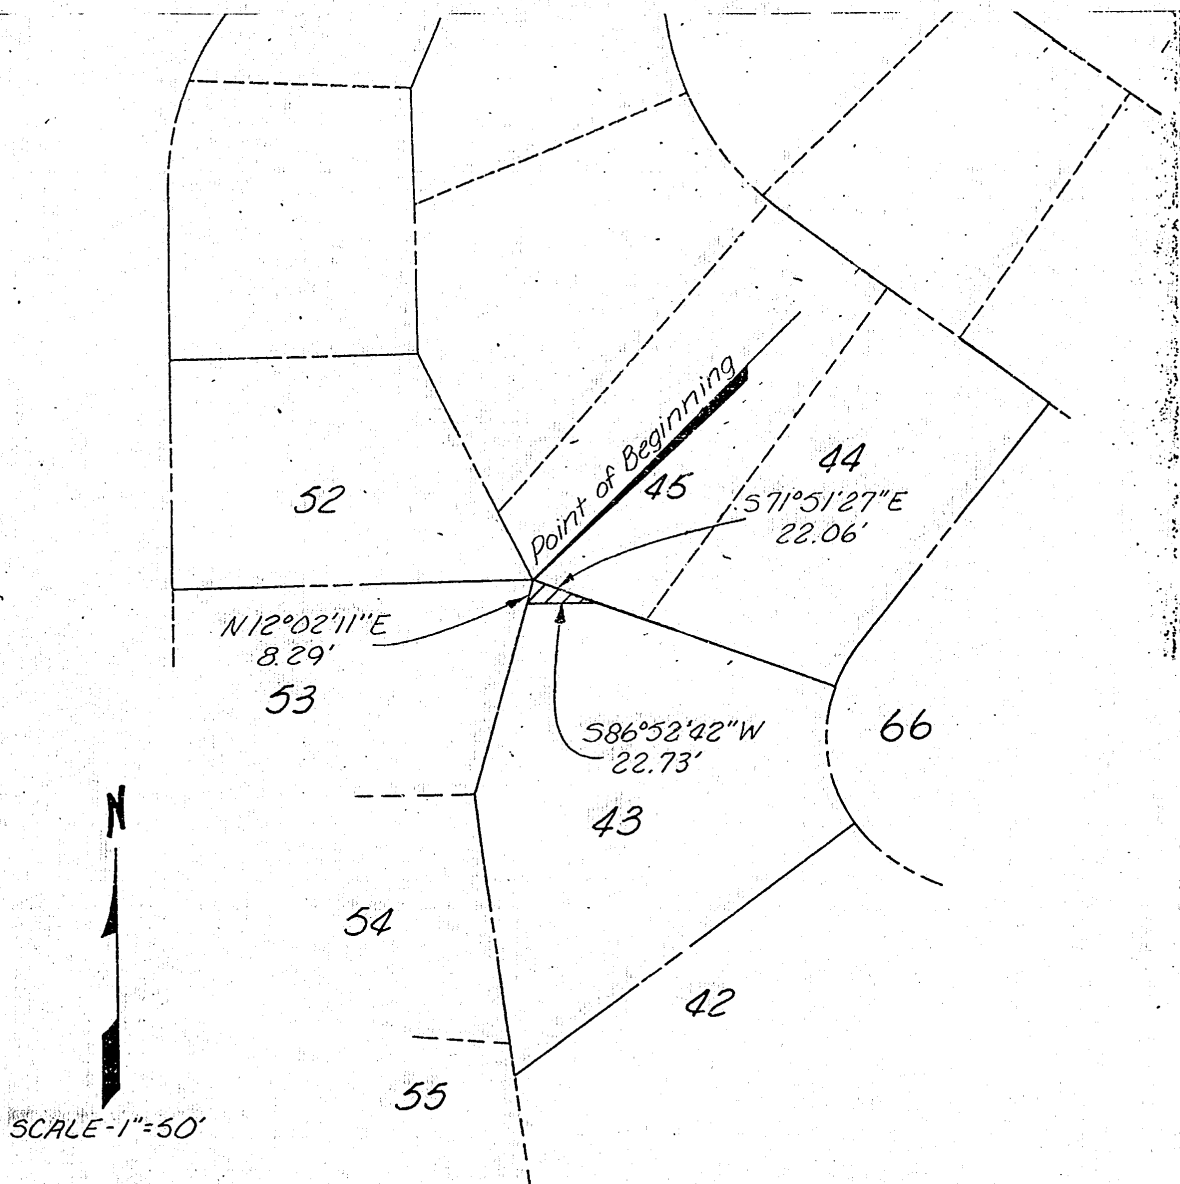 Point of Beginning
52
45
44
S71°51'27"E
22.06'
N12°02'11"E
8.29'
53
S86°52'42"W
22.73'
66
43
N
54
42
55
SCALE-1"=50'